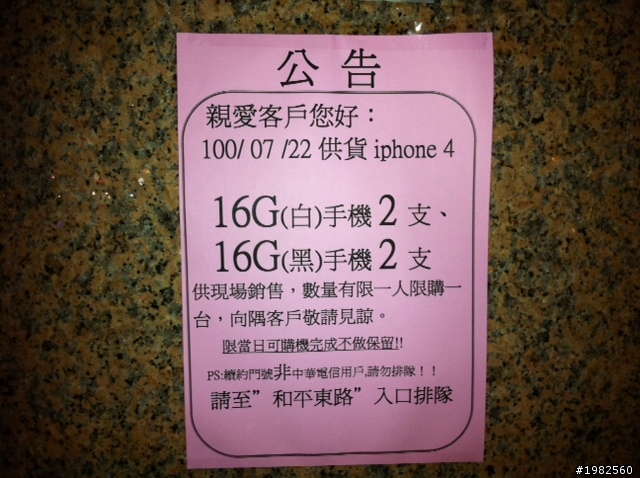 公 告
親愛客戶您好：
100/ 07 /22 供貨 iphone 4
16G(白)手機 2 支、
16G(黑)手機 2 支
供現場銷售，數量有限一人限購一
台，向隅客戶敬請見諒。
限當日可購機完成不做保留!!
PS:續約門號非中華電信用戶,請勿排隊！！
請至”和平東路”入口排隊
#1982560